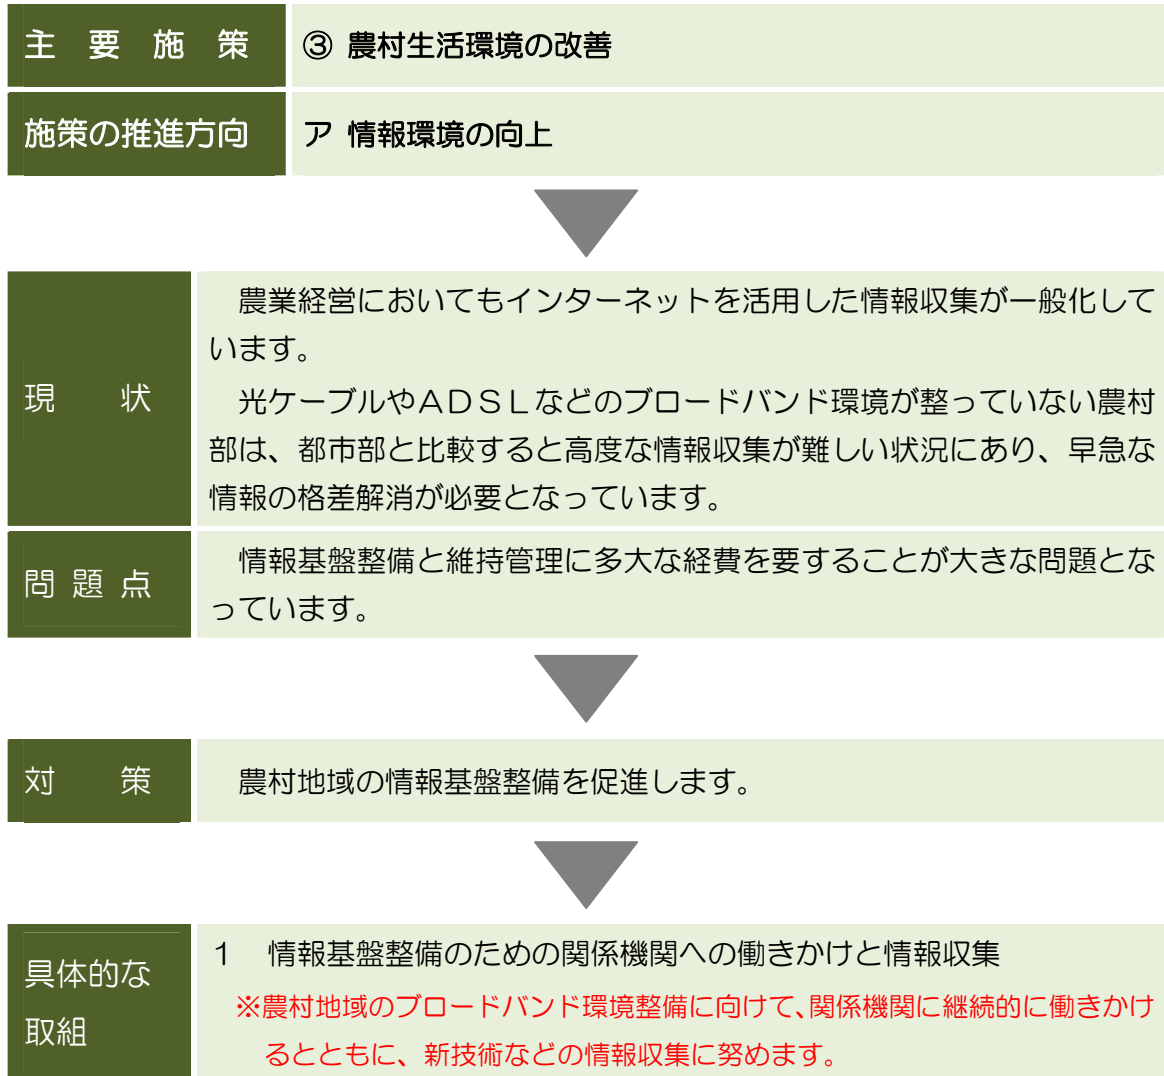 主要施策
③ 農村生活環境の改善
施策の推進方向
ア 情報環境の向上
現状
農業経営においてもインターネットを活用した情報収集が一般化して
います。
光ケーブルやＡＤＳＬなどのブロードバンド環境が整っていない農村
部は、都市部と比較すると高度な情報収集が難しい状況にあり、早急な
情報の格差解消が必要となっています。
問題点
情報基盤整備と維持管理に多大な経費を要することが大きな問題とな
っています。
対策
農村地域の情報基盤整備を促進します。
具体的な
取組
１　情報基盤整備のための関係機関への働きかけと情報収集
※農村地域のブロードバンド環境整備に向けて、関係機関に継続的に働きかけ
るとともに、新技術などの情報収集に努めます。